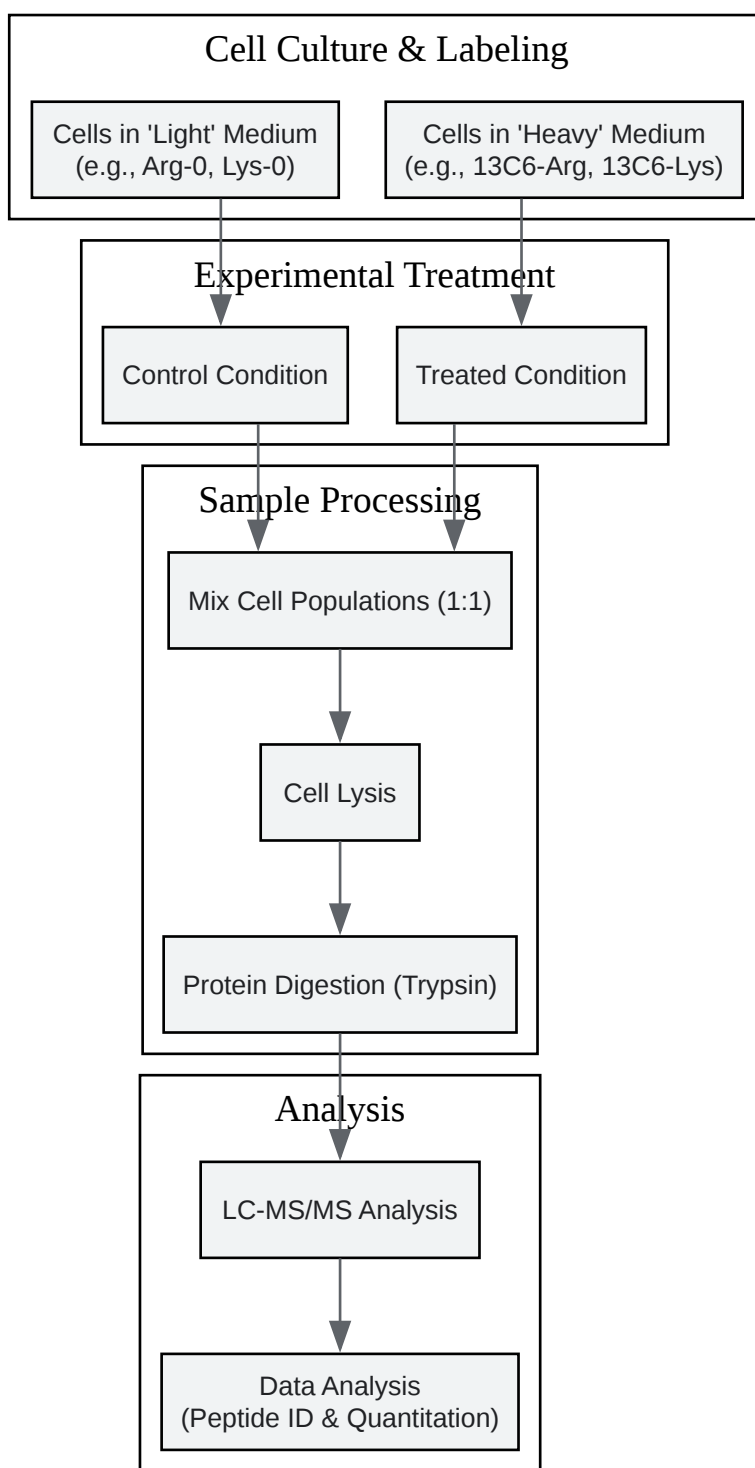 Cell Culture & Labeling
Cells in 'Light' Medium
(e.g., Arg-0, Lys-0)
Cells in 'Heavy' Medium
(e.g., 13C6-Arg, 13C6-Lys)
Experimental Treatment
Control Condition
Treated Condition
Sample Processing
Mix Cell Populations (1:1)
Cell Lysis
Protein Digestion (Trypsin)
Analysis
LC-MS/MS Analysis
Data Analysis
(Peptide ID & Quantitation)